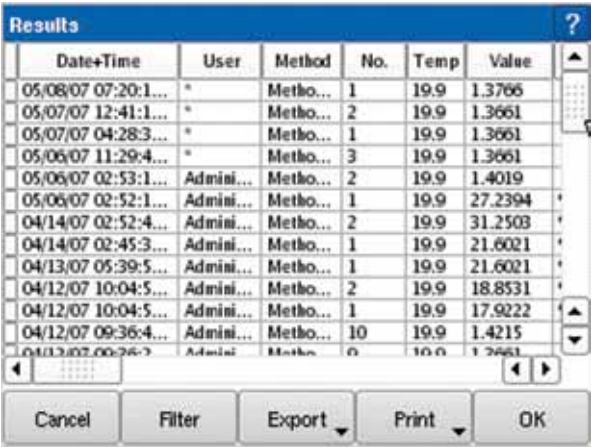 Results ?
Date+Time User Method No. Temp Value
05/08/07 07:20:1... * Metho... 1 19.9 1.3766
05/07/07 12:41:1... * Metho... 2 19.9 1.3661
05/07/07 04:28:3... * Metho... 1 19.9 1.3661
05/06/07 11:29:4... * Metho... 3 19.9 1.3661
05/06/07 02:53:1... Admini... Metho... 2 19.9 1.4019
05/06/07 02:52:1... Admini... Metho... 1 19.9 27.2394
04/14/07 02:52:4... Admini... Metho... 2 19.9 31.2503
04/14/07 02:45:3... Admini... Metho... 1 19.9 21.6021
04/13/07 05:39:5... Admini... Metho... 1 19.9 21.6021
04/12/07 10:04:5... Admini... Metho... 2 19.9 18.8531
04/12/07 10:04:5... Admini... Metho... 1 19.9 17.9222
04/12/07 09:36:4... Admini... Metho... 10 19.9 1.4215
Cancel Filter Export Print OK